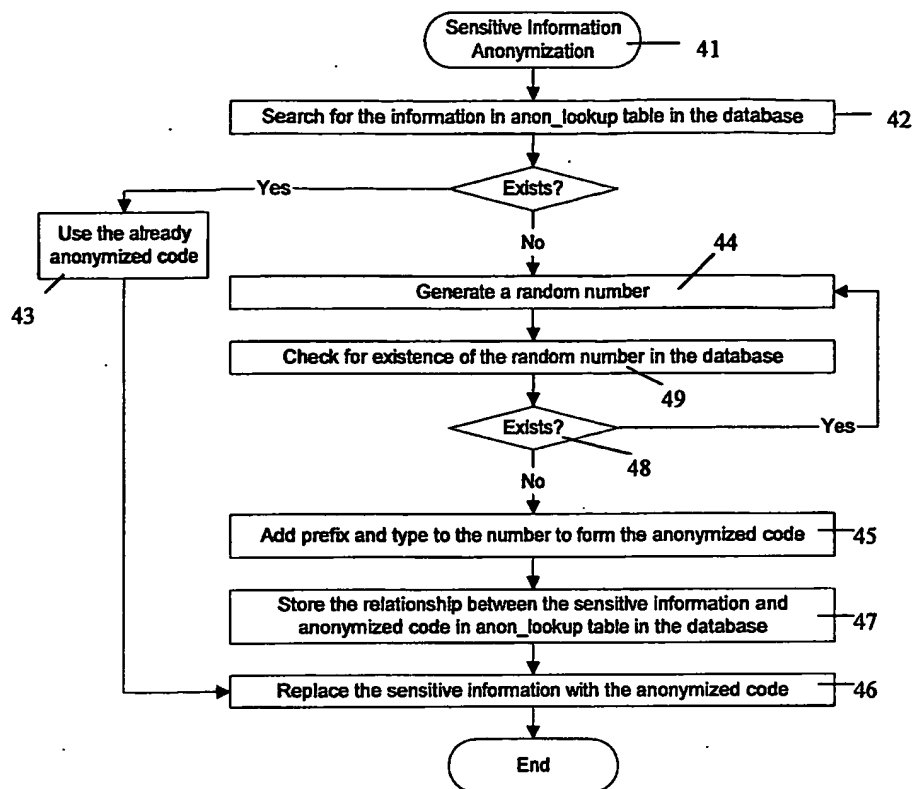 Sensitive Information
Anonymization
41
Search for the information in anon_lookup table in the database
42
Yes
Exists?
Use the already
anonymized code
43
No
44
Generate a random number
Check for existence of the random number in the database
49
Exists?
Yes
48
No
Add prefix and type to the number to form the anonymized code
45
Store the relationship between the sensitive information and
anonymized code in anon_lookup table in the database
47
Replace the sensitive information with the anonymized code
46
End